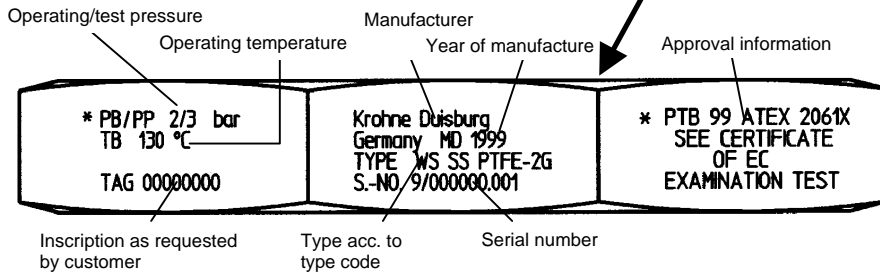 Operating/test pressure
Operating temperature
Manufacturer
Year of manufacture
Approval information
* PB/PP 2/3 bar
TB 130 °C
TAG 00000000
Krohne Duisburg
Germany MD 1999
TYPE WS SS PTFE-2G
S.-NO. 9/000000.001
* PTB 99 ATEX 2061X
SEE CERTIFICATE
OF EC
EXAMINATION TEST
Inscription as requested
by customer
Type acc. to
type code
Serial number